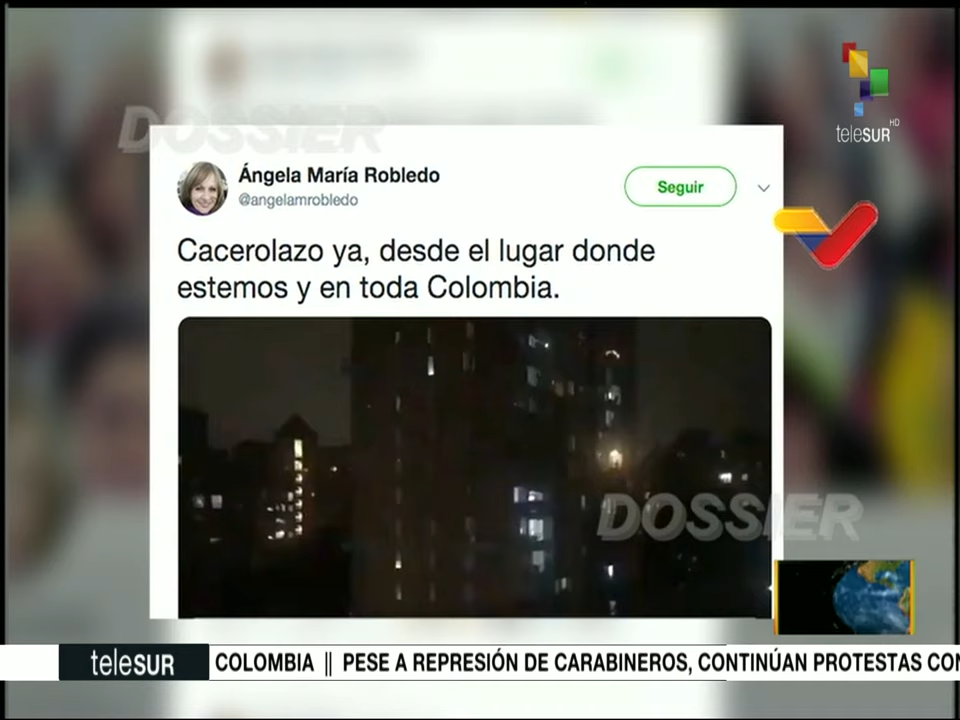 DOSSIER
teleSUR
HD
Ángela María Robledo
@angelamrobledo
Seguir
Cacerolazo ya, desde el lugar donde
estemos y en toda Colombia.
DOSSIER
teleSUR
COLOMBIA || PESE A REPRESIÓN DE CARABINEROS, CONTINÚAN PROTESTAS CON